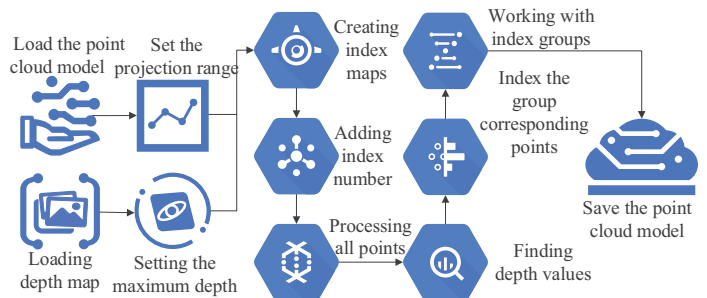 Load the point
cloud model
Set the
projection range
Loading
depth map
Setting the
maximum depth
Creating
index
maps
Adding
index
number
Processing
all points
Finding
depth values
Index the
group
corresponding
points
Working with
index groups
Save the point
cloud model